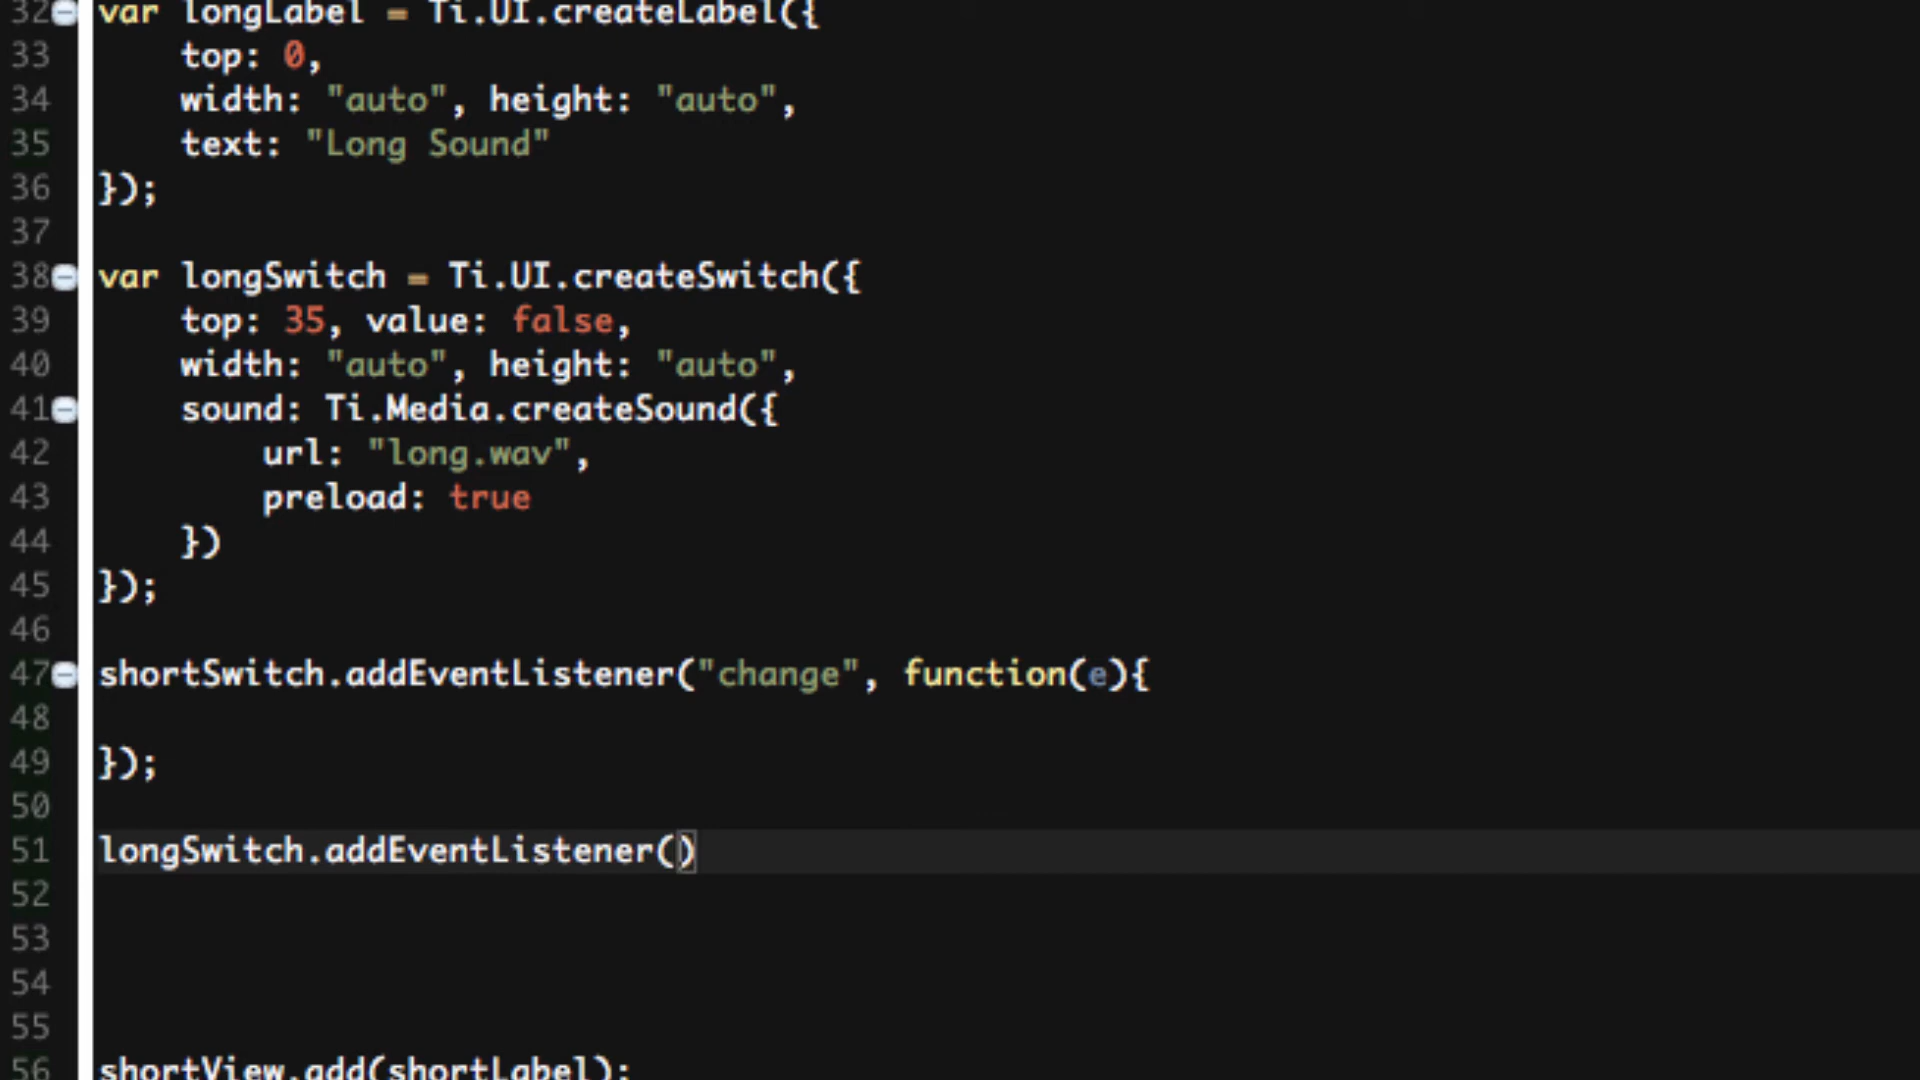 32 var longLabel = Ti.UI.createLabel({
33 top: 0,
34 width: "auto", height: "auto",
35 text: "Long Sound"
36 });
37
38 var longSwitch = Ti.UI.createSwitch({
39 top: 35, value: false,
40 width: "auto", height: "auto",
41 sound: Ti.Media.createSound({
42 url: "long.wav",
43 preload: true
44 })
45 });
46
47 shortSwitch.addEventListener("change", function(e){
48
49 });
50
51 longSwitch.addEventListener()
52
53
54
55
56 shortView.add(shortLabel);